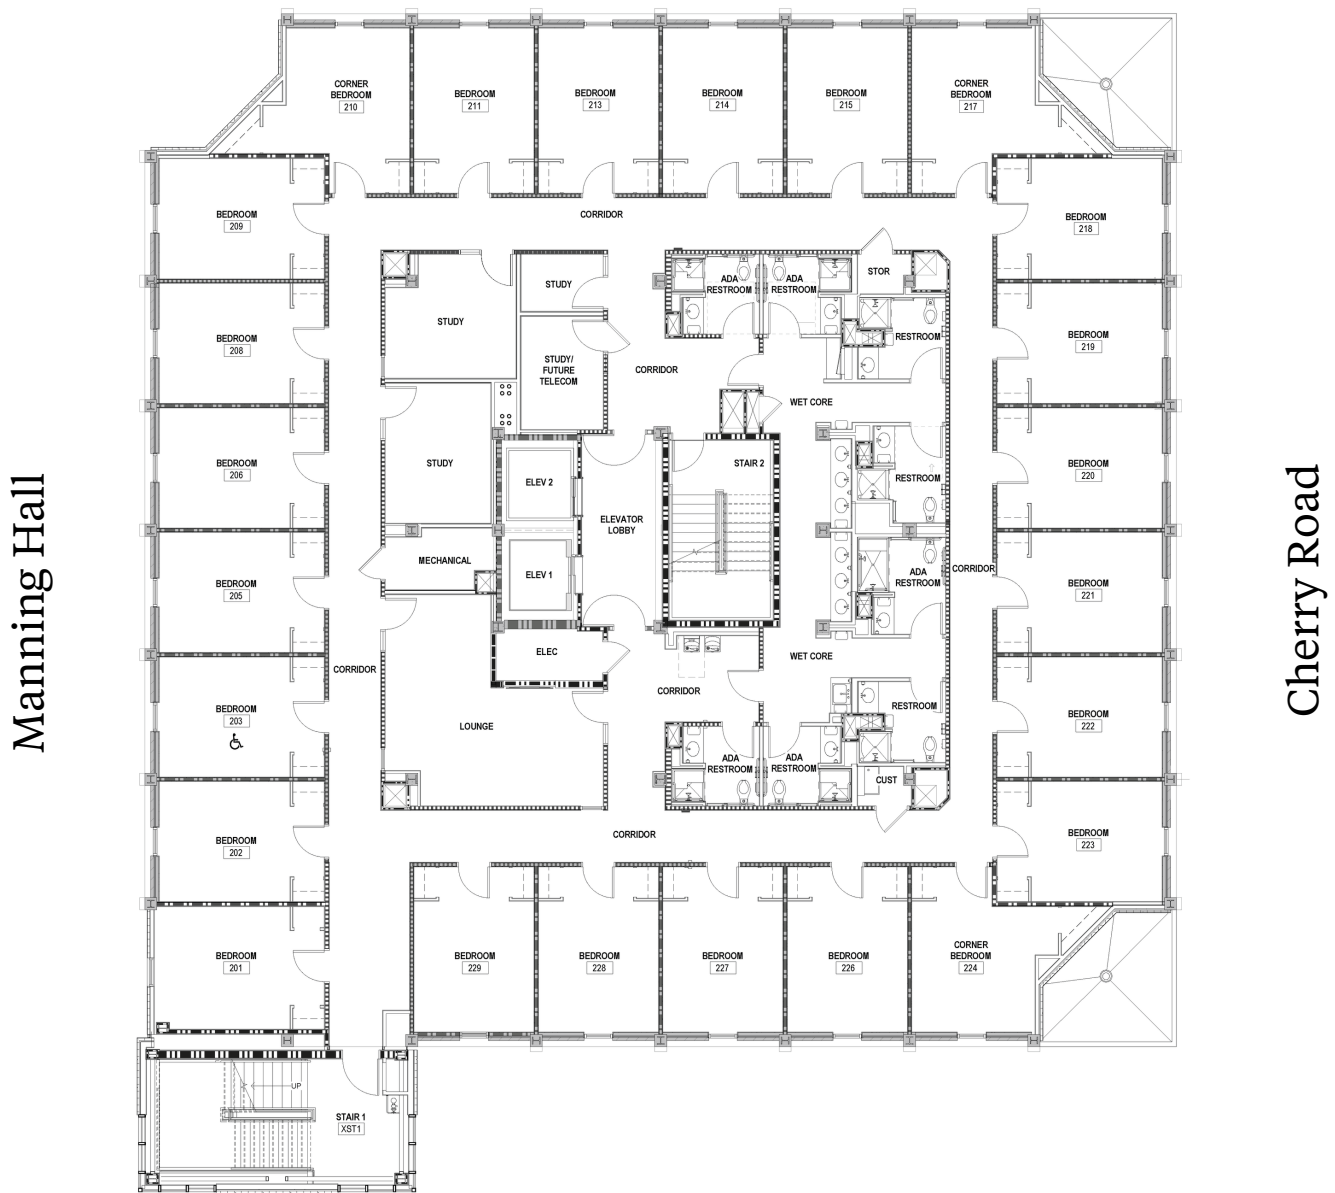 CORNER
BEDROOM
210
BEDROOM
211
BEDROOM
213
BEDROOM
214
BEDROOM
215
CORNER
BEDROOM
217
BEDROOM
209
CORRIDOR
BEDROOM
218
STUDY
STUDY
ADA
RESTROOM
ADA
RESTROOM
STOR
BEDROOM
208
STUDY/
FUTURE
TELECOM
CORRIDOR
RESTROOM
BEDROOM
219
WET CORE
BEDROOM
206
STUDY
ELEV 2
STAIR 2
RESTROOM
BEDROOM
220
ELEVATOR
LOBBY
Manning Hall
Cherry Road
BEDROOM
205
MECHANICAL
ELEV 1
ADA
RESTROOM
CORRIDOR
BEDROOM
221
CORRIDOR
ELEC
WET CORE
BEDROOM
203
LOUNGE
CORRIDOR
RESTROOM
BEDROOM
222
ADA
RESTROOM
ADA
RESTROOM
CUST
BEDROOM
202
CORRIDOR
BEDROOM
223
BEDROOM
201
BEDROOM
229
BEDROOM
228
BEDROOM
227
BEDROOM
226
CORNER
BEDROOM
224
UP
STAIR 1
XST1